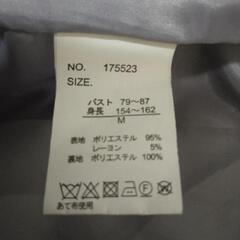 NO. 175523
SIZE.
バスト 79～87
身長 154～162
M
表地 ポリエステル 95%
レーヨン 5%
裏地 ポリエステル 100%
あて布使用